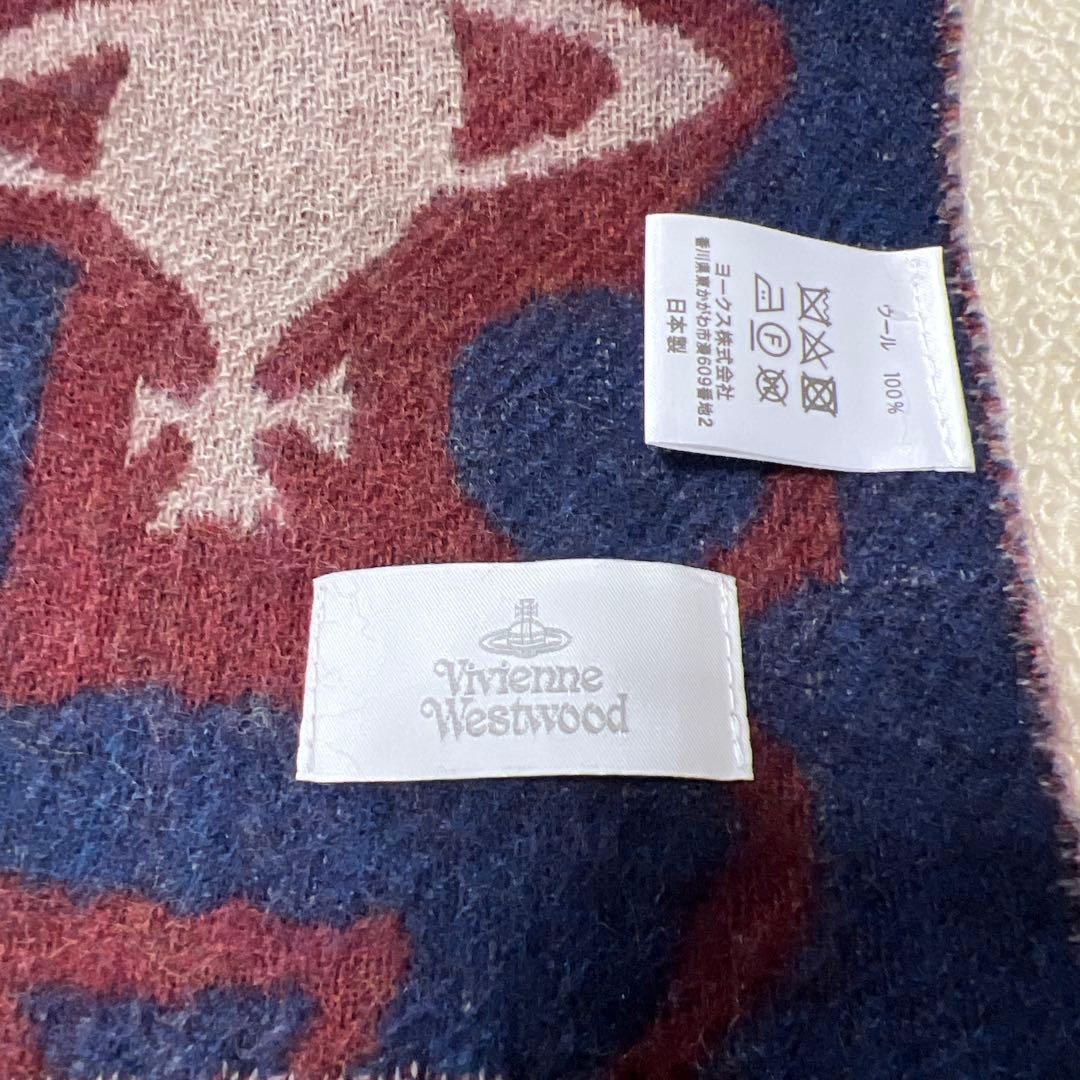 ウール 100%
F
ヨークス株式会社
香川県東かがわ市湊609番地2
日本製
Vivienne
Westwood